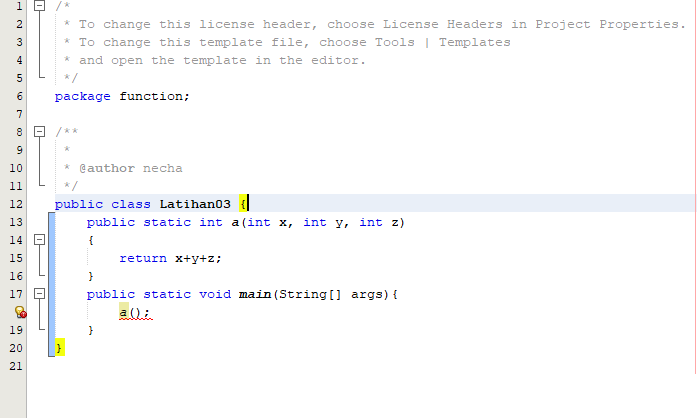 1 /*
2 * To change this license header, choose License Headers in Project Properties.
3 * To change this template file, choose Tools | Templates
4 * and open the template in the editor.
5 */
6 package function;
7
8 /**
9 *
10 * @author necha
11 */
12 public class Latihan03 {
13 public static int a(int x, int y, int z)
14 {
15 return x+y+z;
16 }
17 public static void main(String[] args){
a();
19 }
20 }
21